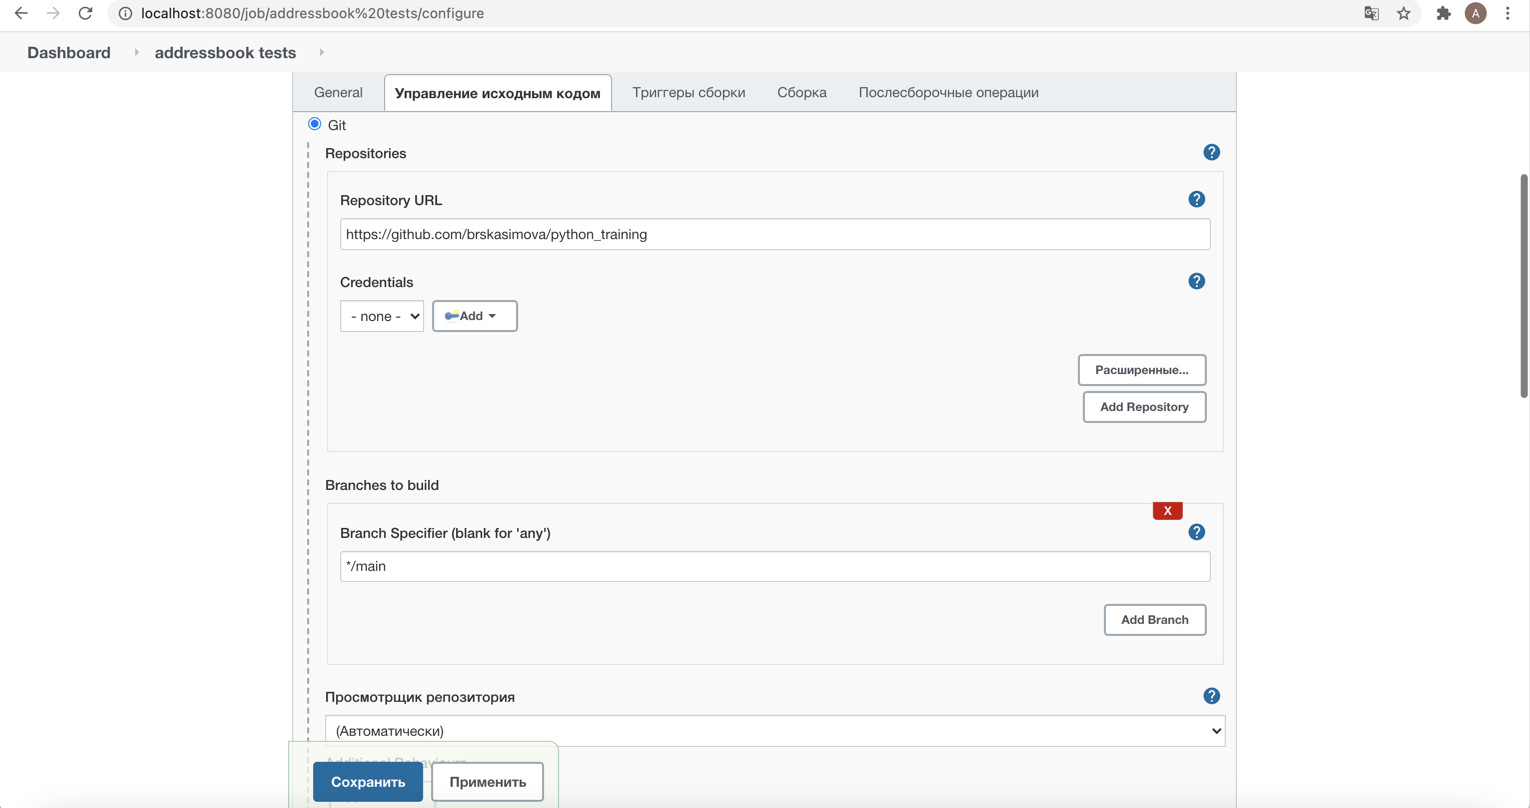 localhost:8080/job/addressbook%20tests/configure
A
Dashboard addressbook tests
General Управление исходным кодом Триггеры сборки Сборка Послесборочные операции
Git
Repositories ?
Repository URL ?
https://github.com/brskasimova/python_training
Credentials ?
- none - Add
Расширенные...
Add Repository
Branches to build
X
Branch Specifier (blank for 'any') ?
*/main
Add Branch
Просмотрщик репозитория ?
(Автоматически)
Additional Behaviours
Сохранить Применить